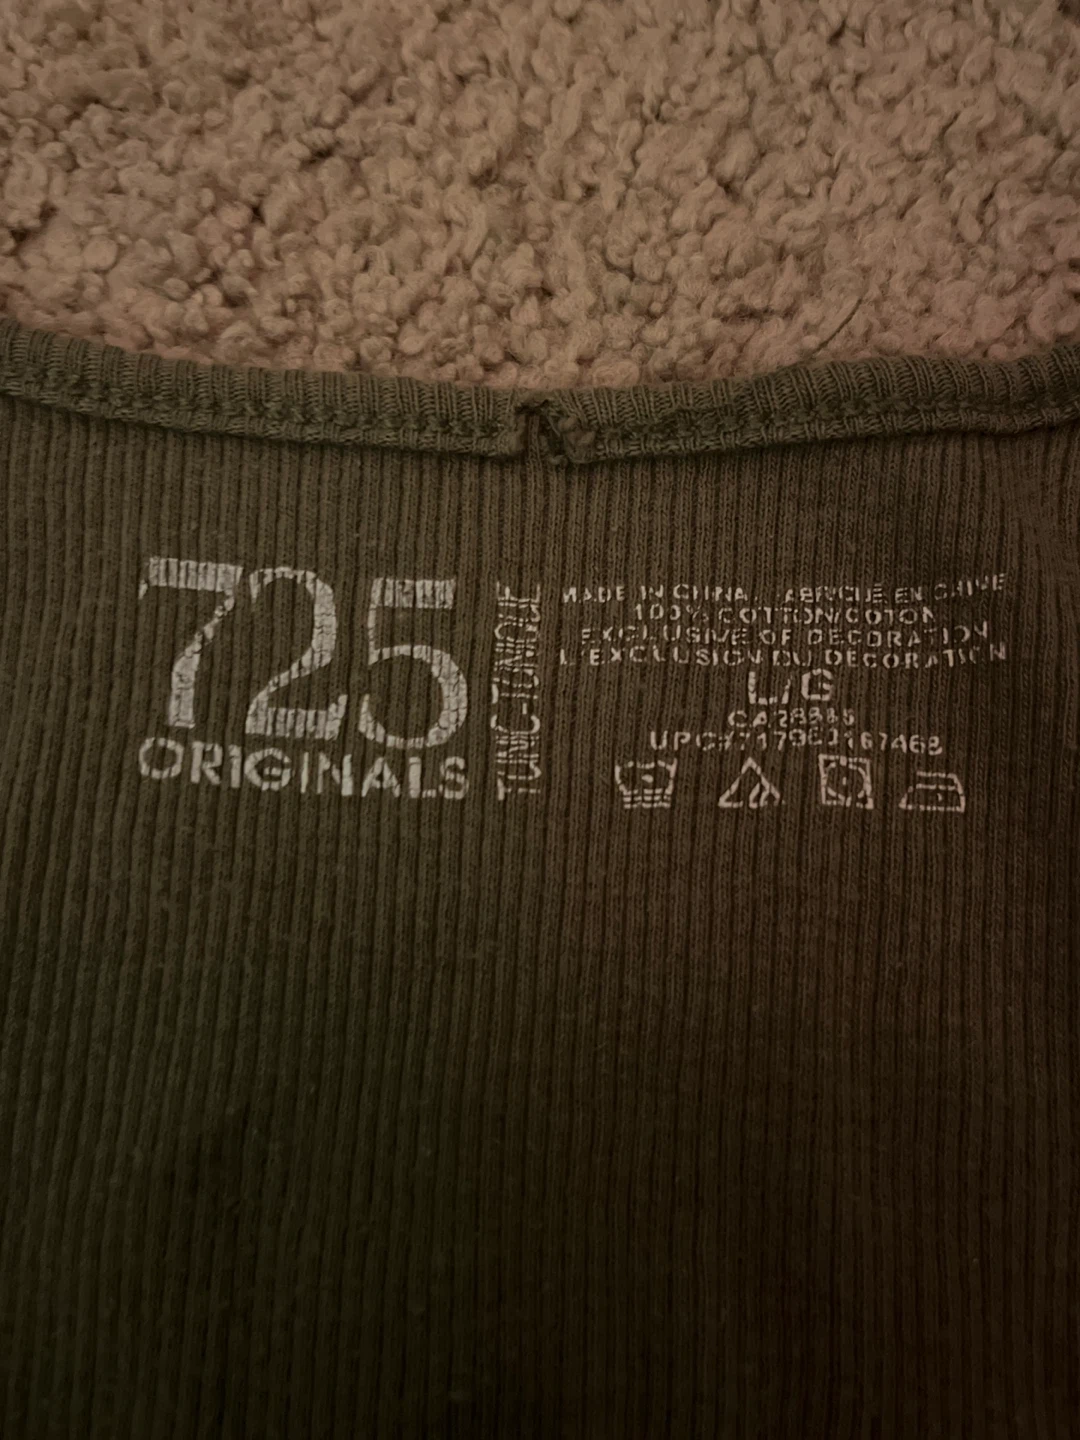 725
ORIGINALS
TUNIC-TUNIQUE
MADE IN CHINA. FABRIQUÉ EN CHINE
100% COTTON/COTON
EXCLUSIVE OF DECORATION
L'EXCLUSION DU DECORATION
L/G
UPC#